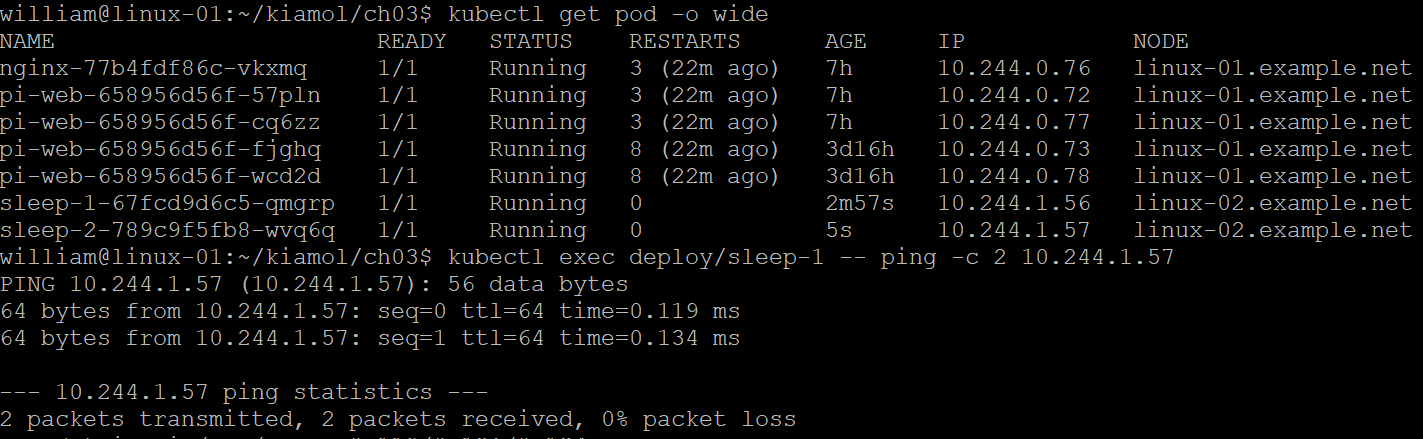 william@linux-01:~/kiamol/ch03$ kubectl get pod -o wide
NAME READY STATUS RESTARTS AGE IP NODE
nginx-77b4fdf86c-vkxmq 1/1 Running 3 (22m ago) 7h 10.244.0.76 linux-01.example.net
pi-web-658956d56f-57pln 1/1 Running 3 (22m ago) 7h 10.244.0.72 linux-01.example.net
pi-web-658956d56f-cq6zz 1/1 Running 3 (22m ago) 7h 10.244.0.77 linux-01.example.net
pi-web-658956d56f-fjghq 1/1 Running 8 (22m ago) 3d16h 10.244.0.73 linux-01.example.net
pi-web-658956d56f-wcd2d 1/1 Running 8 (22m ago) 3d16h 10.244.0.78 linux-01.example.net
sleep-1-67fcd9d6c5-qmgrp 1/1 Running 0 2m57s 10.244.1.56 linux-02.example.net
sleep-2-789c9f5fb8-wvq6q 1/1 Running 0 5s 10.244.1.57 linux-02.example.net
william@linux-01:~/kiamol/ch03$ kubectl exec deploy/sleep-1 -- ping -c 2 10.244.1.57
PING 10.244.1.57 (10.244.1.57): 56 data bytes
64 bytes from 10.244.1.57: seq=0 ttl=64 time=0.119 ms
64 bytes from 10.244.1.57: seq=1 ttl=64 time=0.134 ms
--- 10.244.1.57 ping statistics ---
2 packets transmitted, 2 packets received, 0% packet loss